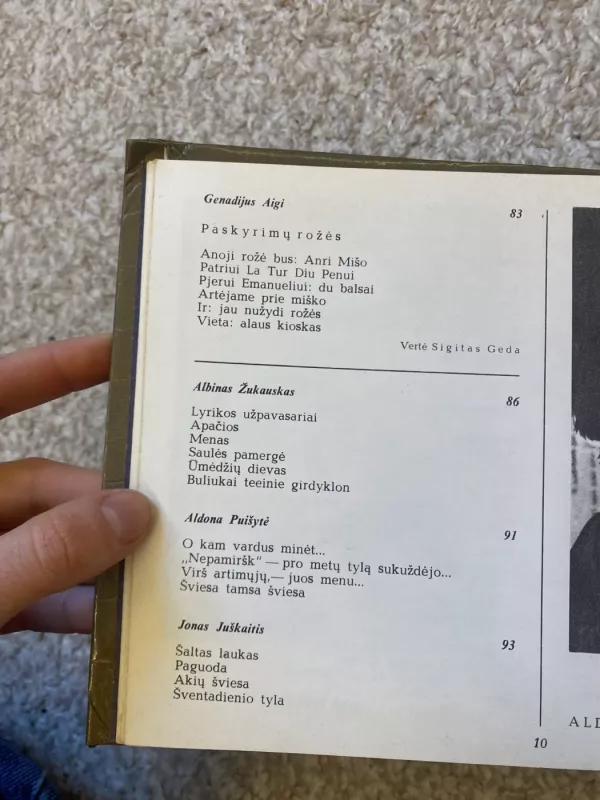 Genadijus Aigi 83
Paskyrimų rožės
Anoji rožė bus: Anri Mišo
Patriui La Tur Diu Penui
Pjerui Emanueliui: du balsai
Artėjame prie miško
Ir: jau nužydi rožės
Vieta: alaus kioskas
Vertė Sigitas Geda
Albinas Žukauskas 86
Lyrikos užpavasariai
Apačios
Menas
Saulės pamergė
Ūmėdžių dievas
Buliukai teeinie girdyklon
Aldona Puišytė 91
O kam vardus minėt...
„Nepamiršk“ — pro metų tylą sukuždėjo...
Virš artimųjų,— juos menu...
Šviesa tamsa šviesa
Jonas Juškaitis 93
Šaltas laukas
Paguoda
Akių šviesa
Šventadienio tyla
10
ALD